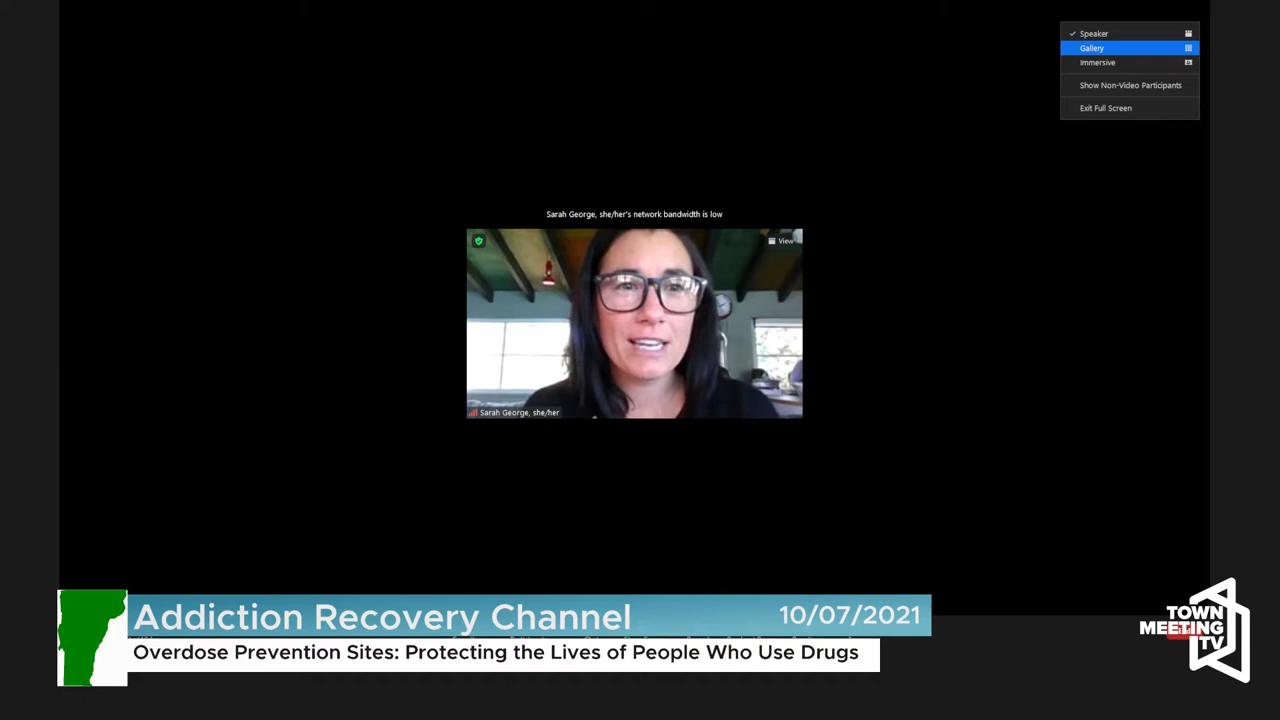 Speaker
Gallery
Immersive
Show Non-Video Participants
Exit Full Screen
Sarah George, she/her's network bandwidth is low
View
Sarah George, she/her
Addiction Recovery Channel
10/07/2021
Overdose Prevention Sites: Protecting the Lives of People Who Use Drugs
TOWN
MEETING
TV